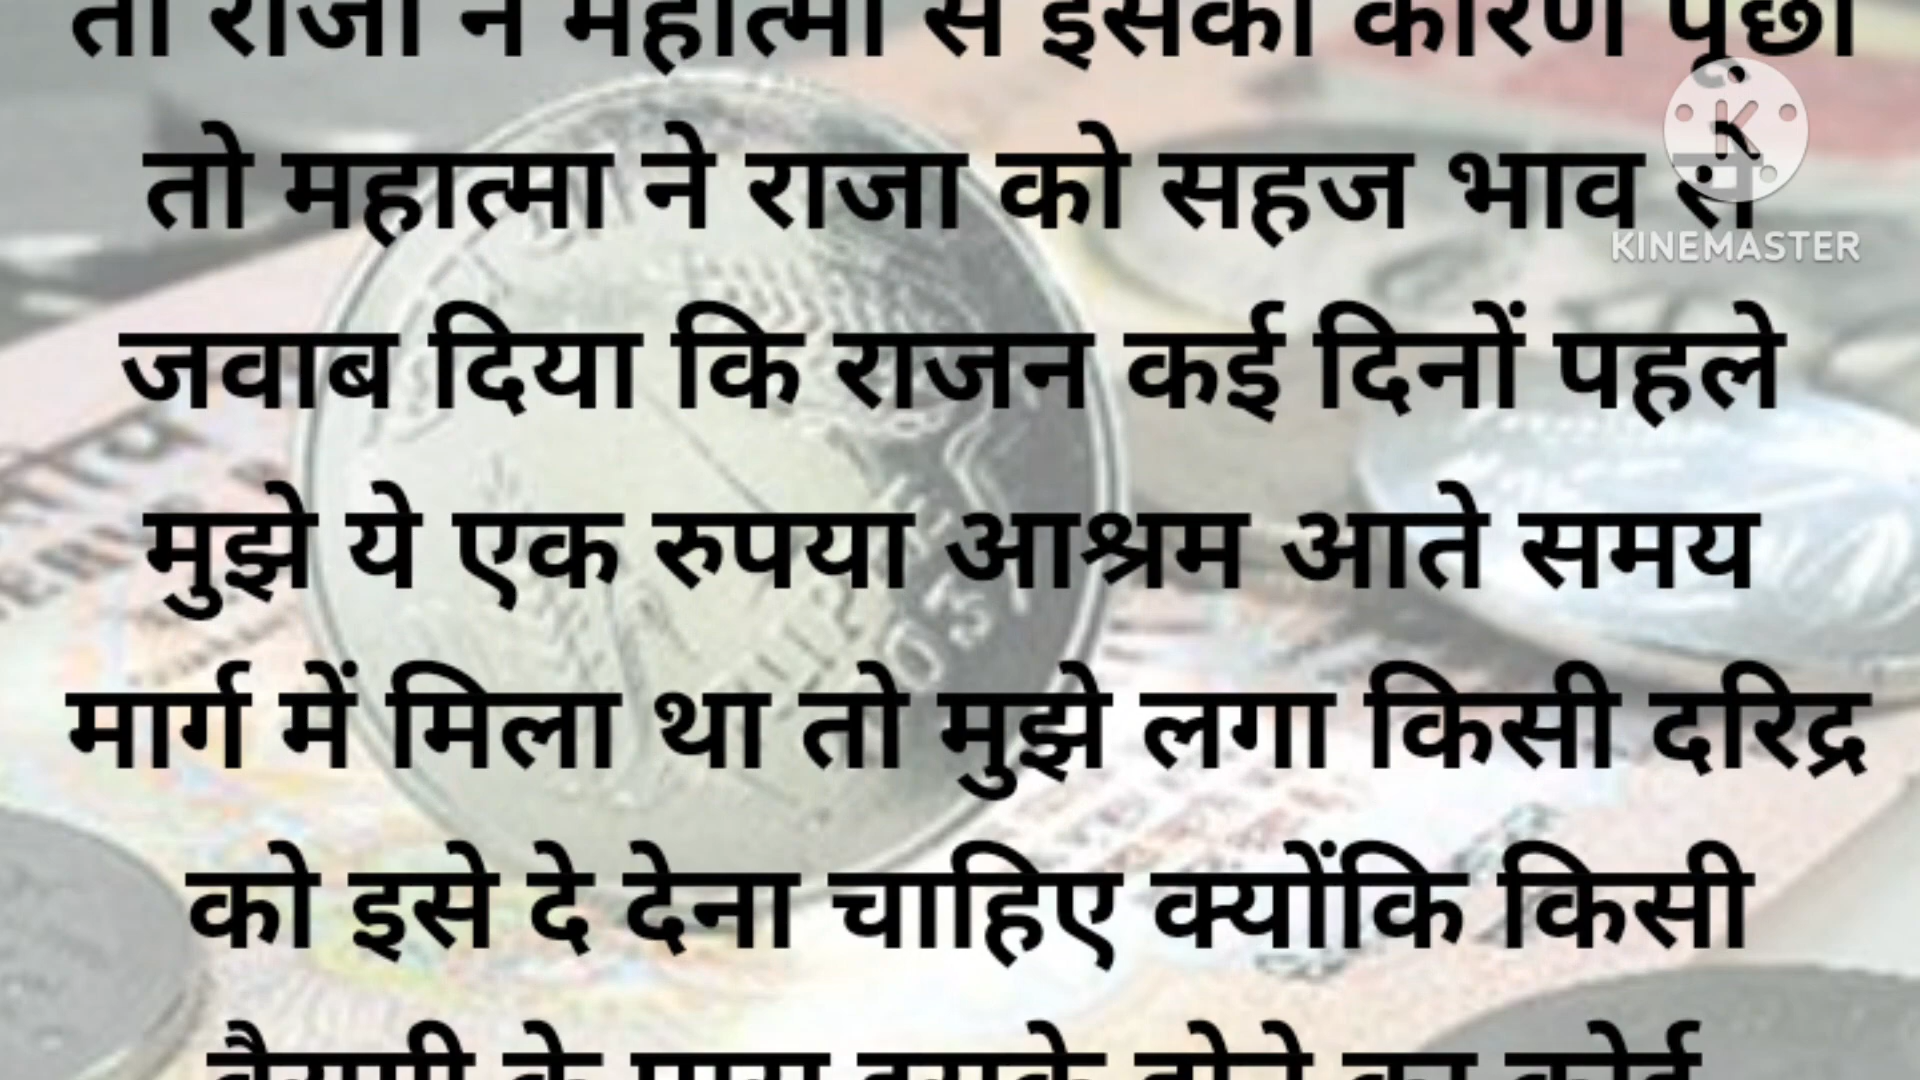 तो राजा ने महात्मा से इसका कारण पूछा
तो महात्मा ने राजा को सहज भाव से
KINEMASTER
जवाब दिया कि राजन कई दिनों पहले
मुझे ये एक रुपया आश्रम आते समय
मार्ग में मिला था तो मुझे लगा किसी दरिद्र
को इसे दे देना चाहिए क्योंकि किसी
वैरागी के पास इसके होने का कोई